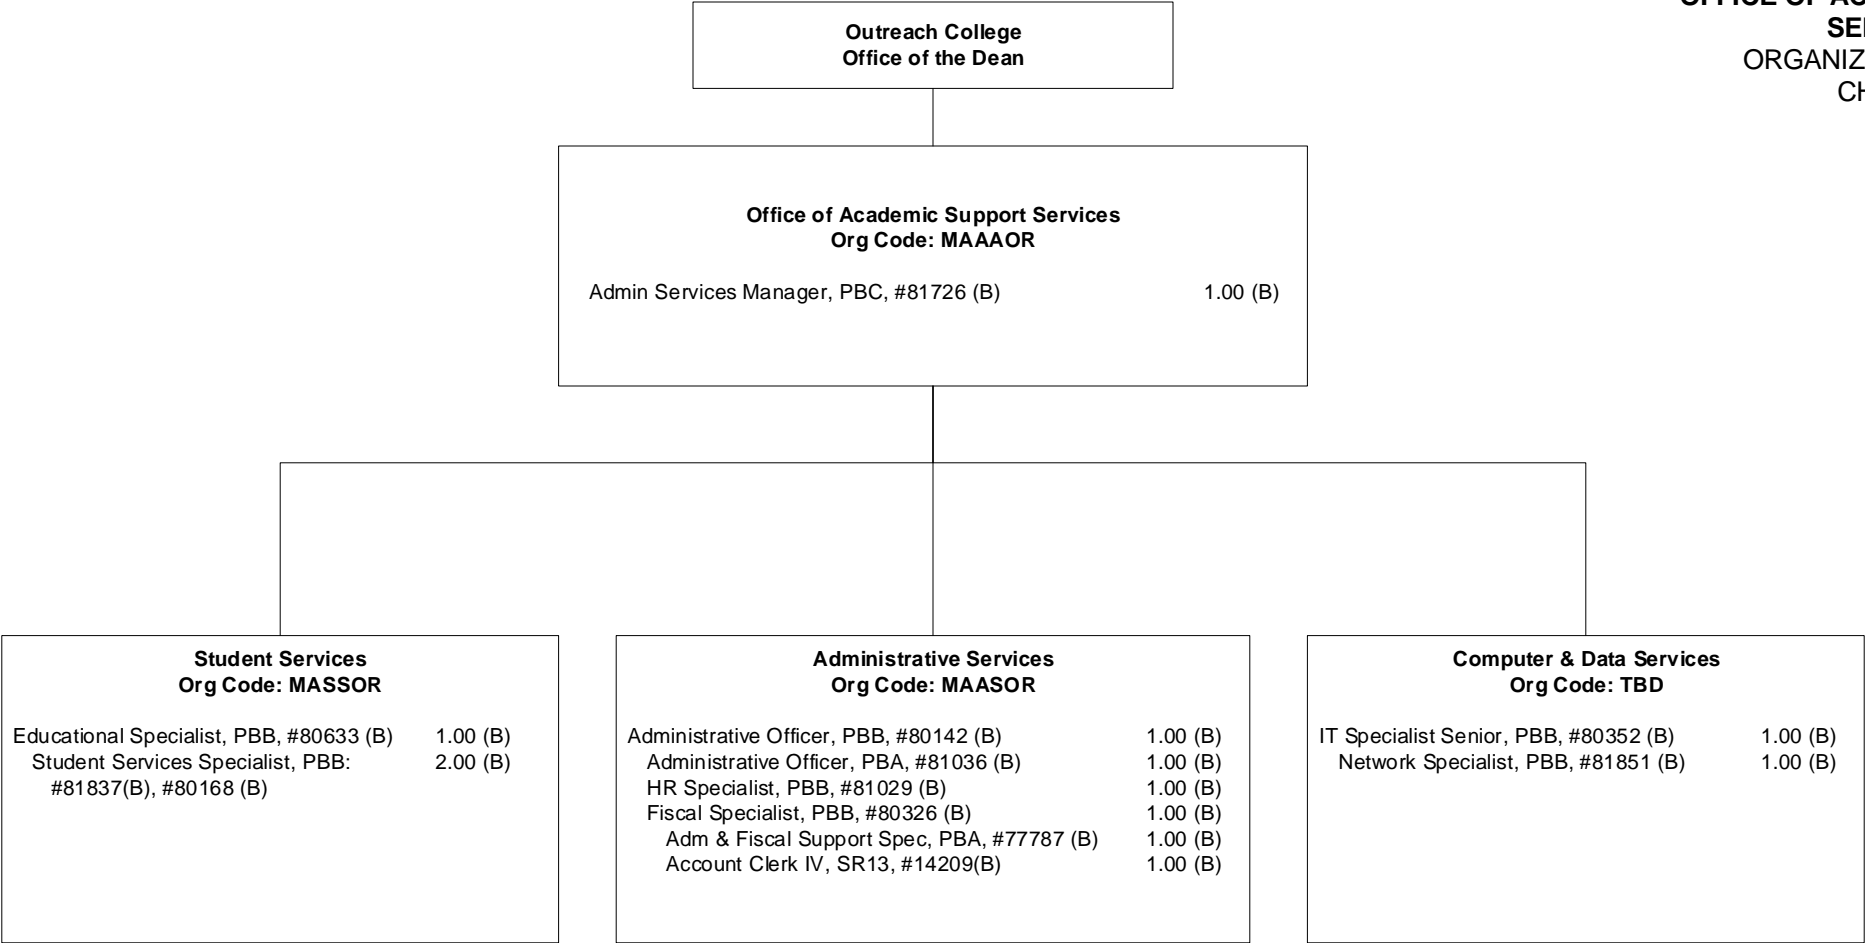 Outreach College
Office of the Dean
Office of Academic Support Services
Org Code: MAAAOR
Admin Services Manager, PBC, #81726 (B) 1.00 (B)
Student Services
Org Code: MASSOR
Educational Specialist, PBB, #80633 (B) 1.00 (B)
Student Services Specialist, PBB: 2.00 (B)
#81837(B), #80168 (B)
Administrative Services
Org Code: MAASOR
Administrative Officer, PBB, #80142 (B) 1.00 (B)
Administrative Officer, PBA, #81036 (B) 1.00 (B)
HR Specialist, PBB, #81029 (B) 1.00 (B)
Fiscal Specialist, PBB, #80326 (B) 1.00 (B)
Adm & Fiscal Support Spec, PBA, #77787 (B) 1.00 (B)
Account Clerk IV, SR13, #14209(B) 1.00 (B)
Computer & Data Services
Org Code: TBD
IT Specialist Senior, PBB, #80352 (B) 1.00 (B)
Network Specialist, PBB, #81851 (B) 1.00 (B)